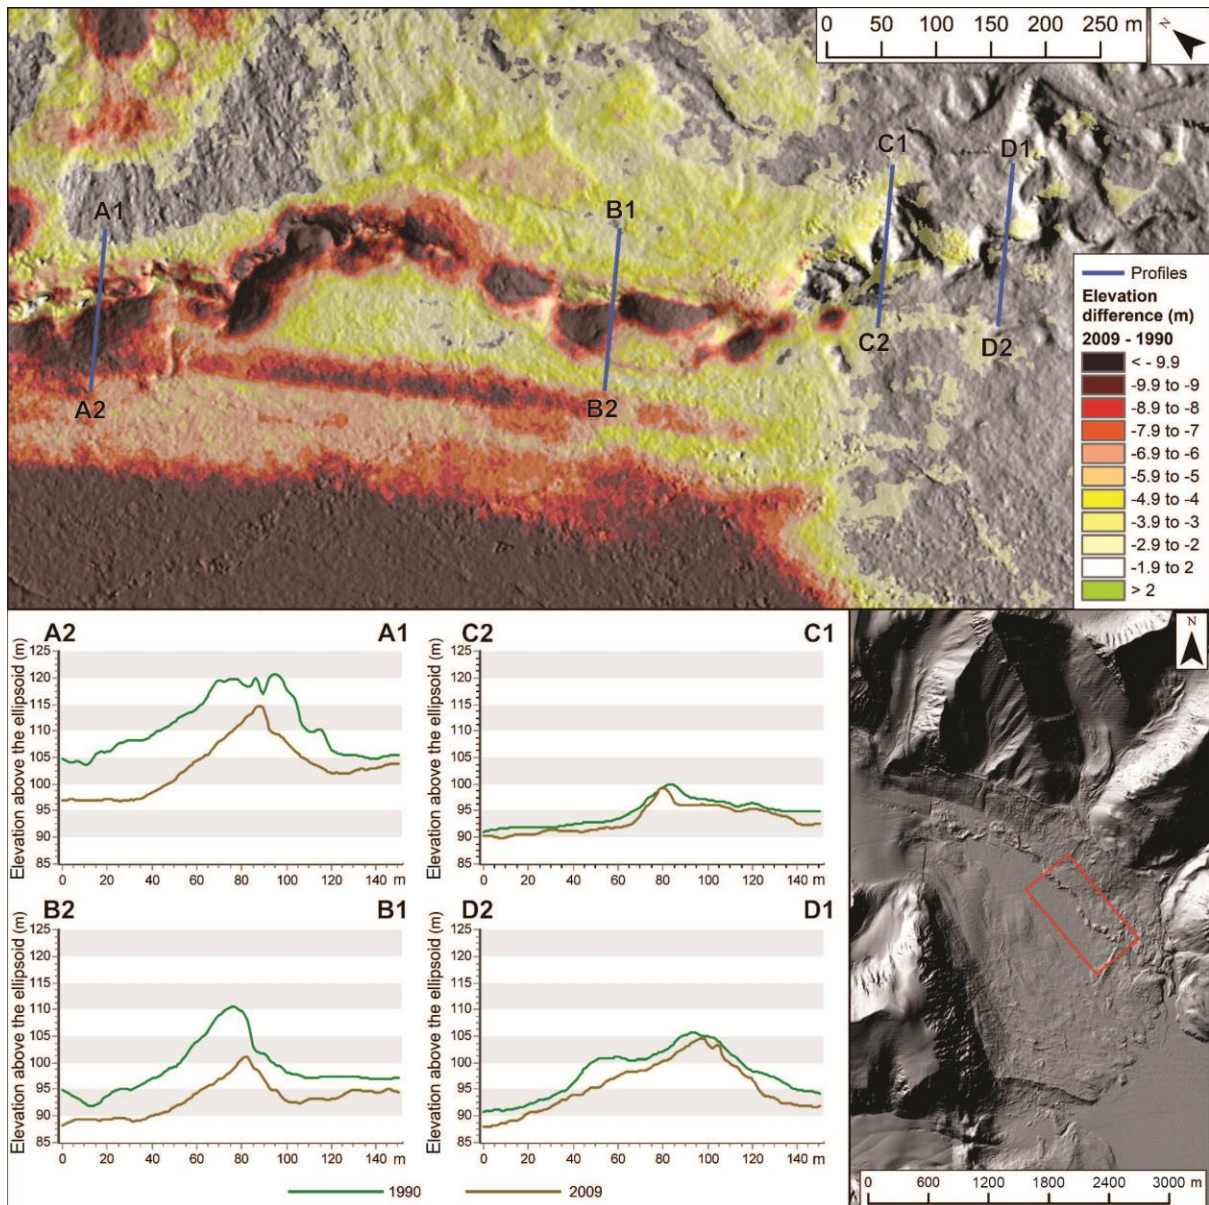 0 50 100 150 200 250 m
N
A1
B1
C1
D1
A2
B2
C2
D2
Profiles
Elevation
difference (m)
2009 - 1990
< - 9.9
-9.9 to -9
-8.9 to -8
-7.9 to -7
-6.9 to -6
-5.9 to -5
-4.9 to -4
-3.9 to -3
-2.9 to -2
-1.9 to 2
> 2
A2 A1
Elevation above the ellipsoid (m)
125
120
115
110
105
100
95
90
85
0 20 40 60 80 100 120 140 m
C2 C1
Elevation above the ellipsoid (m)
125
120
115
110
105
100
95
90
85
0 20 40 60 80 100 120 140 m
B2 B1
Elevation above the ellipsoid (m)
125
120
115
110
105
100
95
90
85
0 20 40 60 80 100 120 140 m
D2 D1
Elevation above the ellipsoid (m)
125
120
115
110
105
100
95
90
85
0 20 40 60 80 100 120 140 m
1990 2009
N
0 600 1200 1800 2400 3000 m